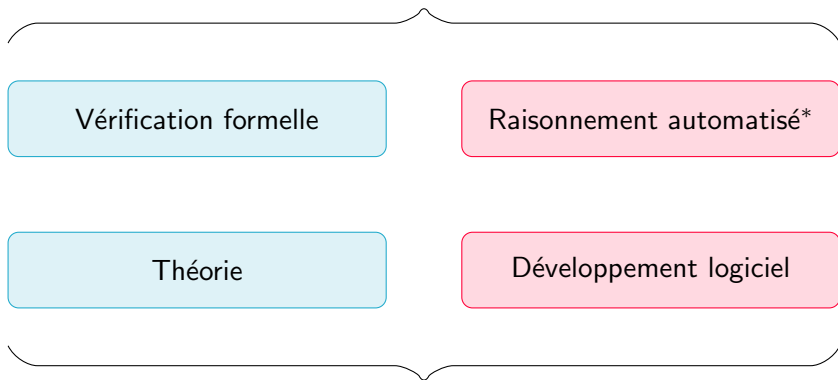 Vérification formelle
Raisonnement automatisé*
Théorie
Développement logiciel